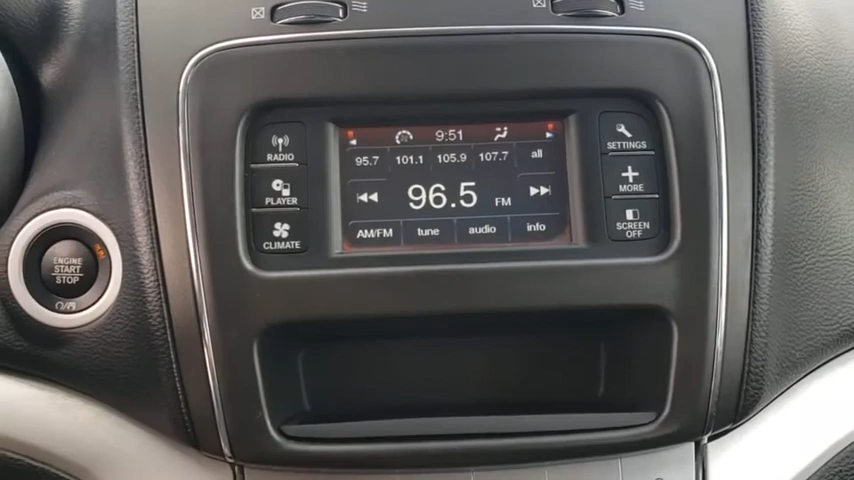 9:51
95.7 101.1 105.9 107.7 all
96.5 FM
AM/FM tune audio info
RADIO
PLAYER
CLIMATE
SETTINGS
MORE
SCREEN
OFF
ENGINE
START
STOP